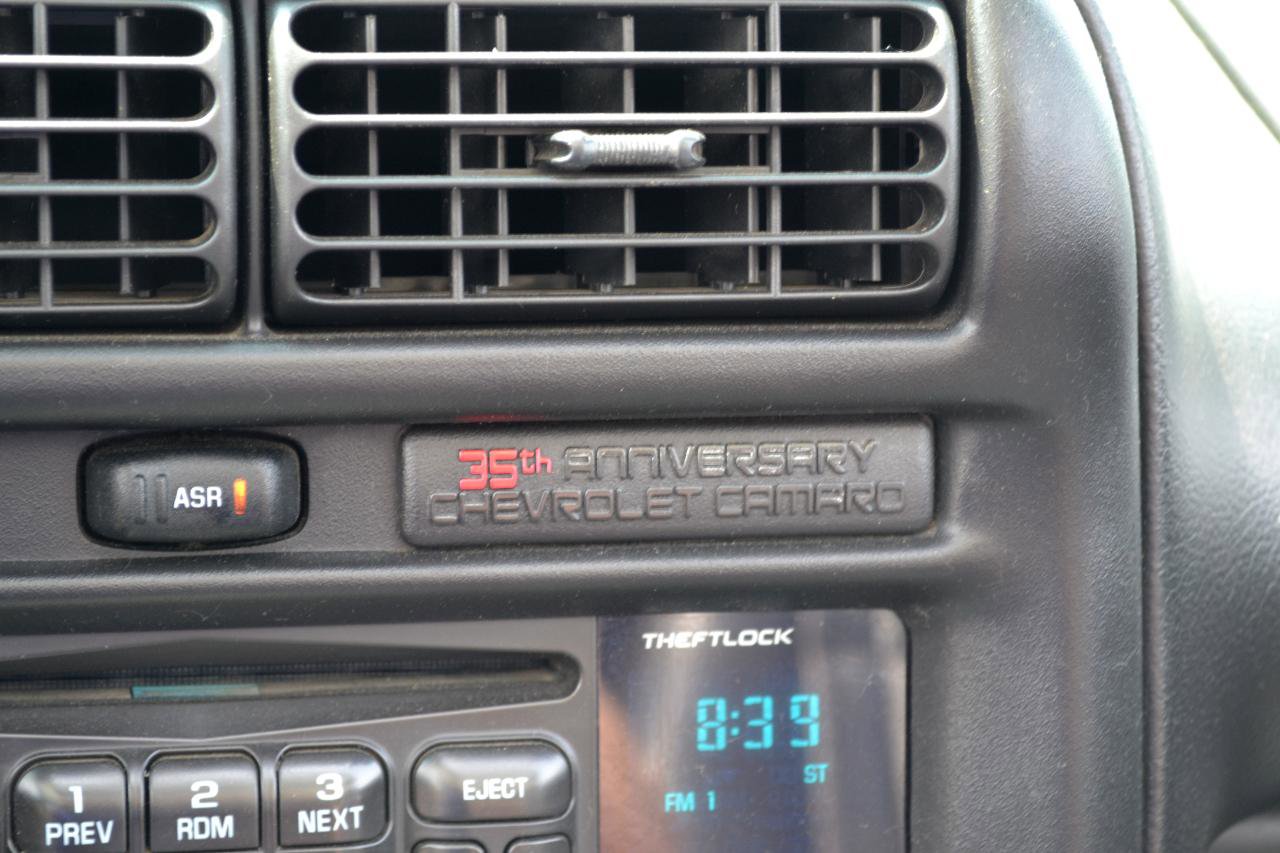 ASR
35th ANNIVERSARY
CHEVROLET CAMARO
THEFTLOCK
8:39
ST
FM 1
1
PREV
2
RDM
3
NEXT
EJECT